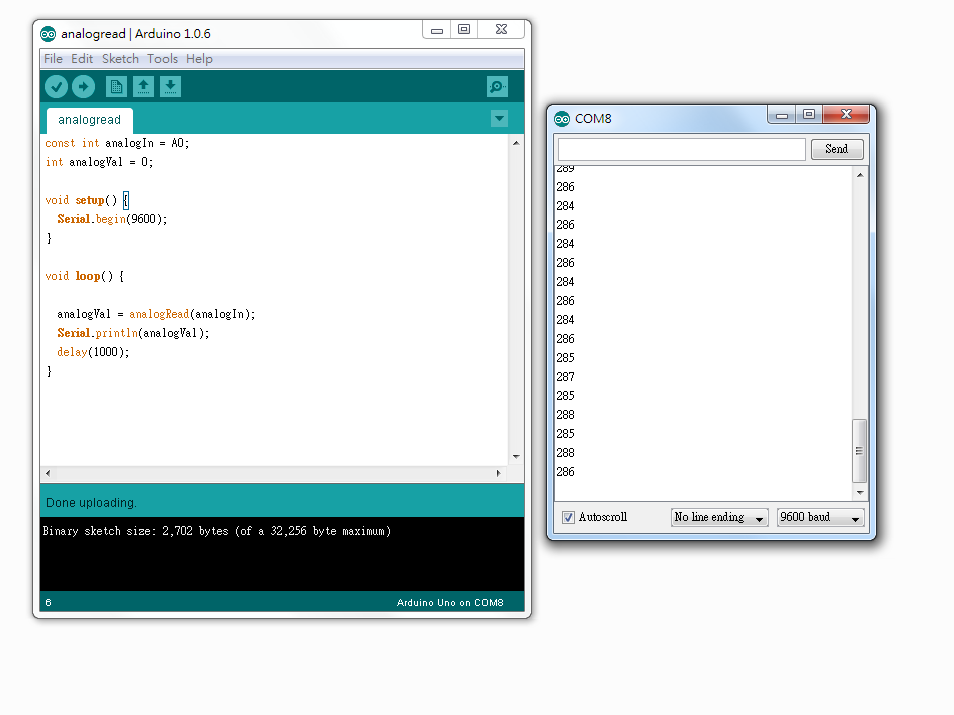 analogread | Arduino 1.0.6
File Edit Sketch Tools Help
analogread
const int analogIn = A0;
int analogVal = 0;
void setup() {
Serial.begin(9600);
}
void loop() {
analogVal = analogRead(analogIn);
Serial.println(analogVal);
delay(1000);
}
Done uploading.
Binary sketch size: 2,702 bytes (of a 32,256 byte maximum)
6
Arduino Uno on COM8
COM8
Send
289
286
284
286
284
286
284
286
284
286
285
287
285
288
285
288
286
Autoscroll
No line ending
9600 baud